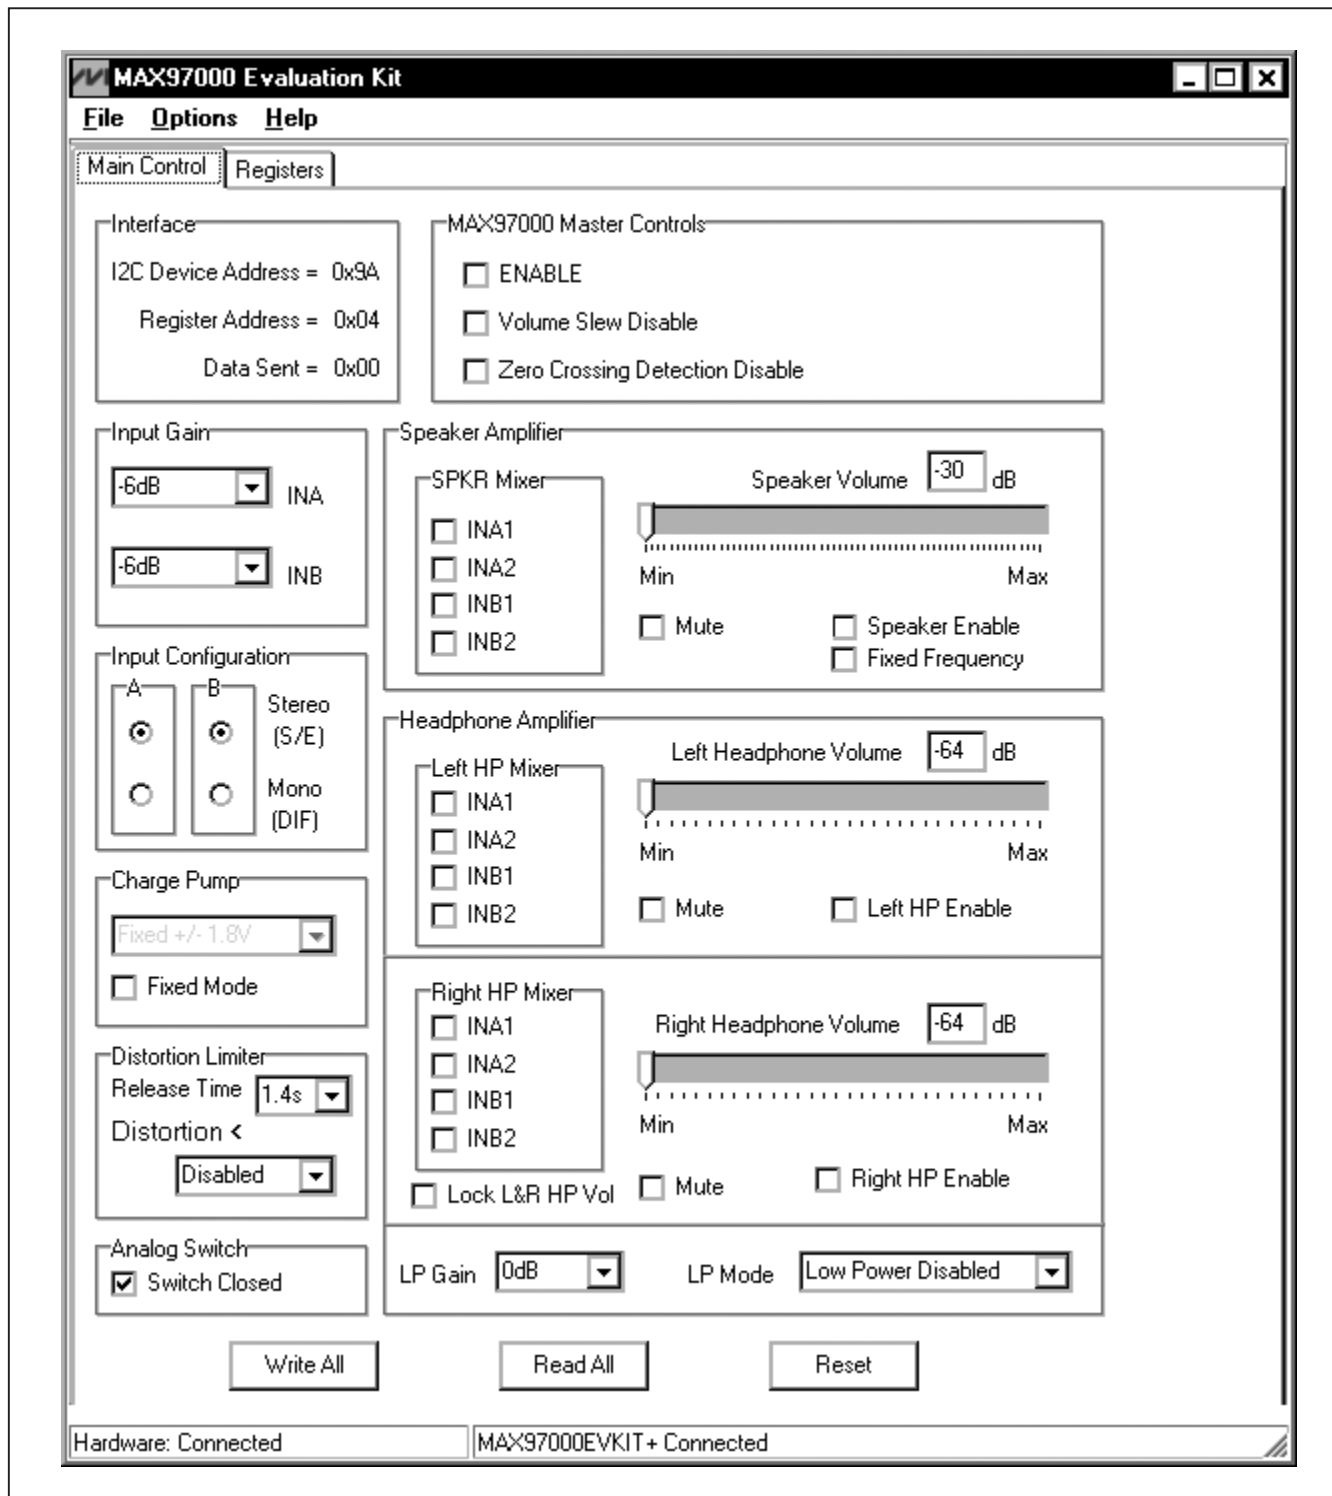 MAX97000 Evaluation Kit
File Options Help
Main Control Registers
Interface
I2C Device Address = 0x9A
Register Address = 0x04
Data Sent = 0x00
MAX97000 Master Controls
ENABLE
Volume Slew Disable
Zero Crossing Detection Disable
Input Gain
-6dB INA
-6dB INB
Speaker Amplifier
SPKR Mixer
INA1
INA2
INB1
INB2
Speaker Volume -30 dB
Min Max
Mute Speaker Enable
Fixed Frequency
Input Configuration
A B
Stereo
(S/E)
Mono
(DIF)
Headphone Amplifier
Left HP Mixer
INA1
INA2
INB1
INB2
Left Headphone Volume -64 dB
Min Max
Mute Left HP Enable
Charge Pump
Fixed +/- 1.8V
Fixed Mode
Right HP Mixer
INA1
INA2
INB1
INB2
Lock L&R HP Vol
Right Headphone Volume -64 dB
Min Max
Mute Right HP Enable
Distortion Limiter
Release Time 1.4s
Distortion <
Disabled
Analog Switch
Switch Closed
LP Gain 0dB LP Mode Low Power Disabled
Write All Read All Reset
Hardware: Connected MAX97000EVKIT+ Connected